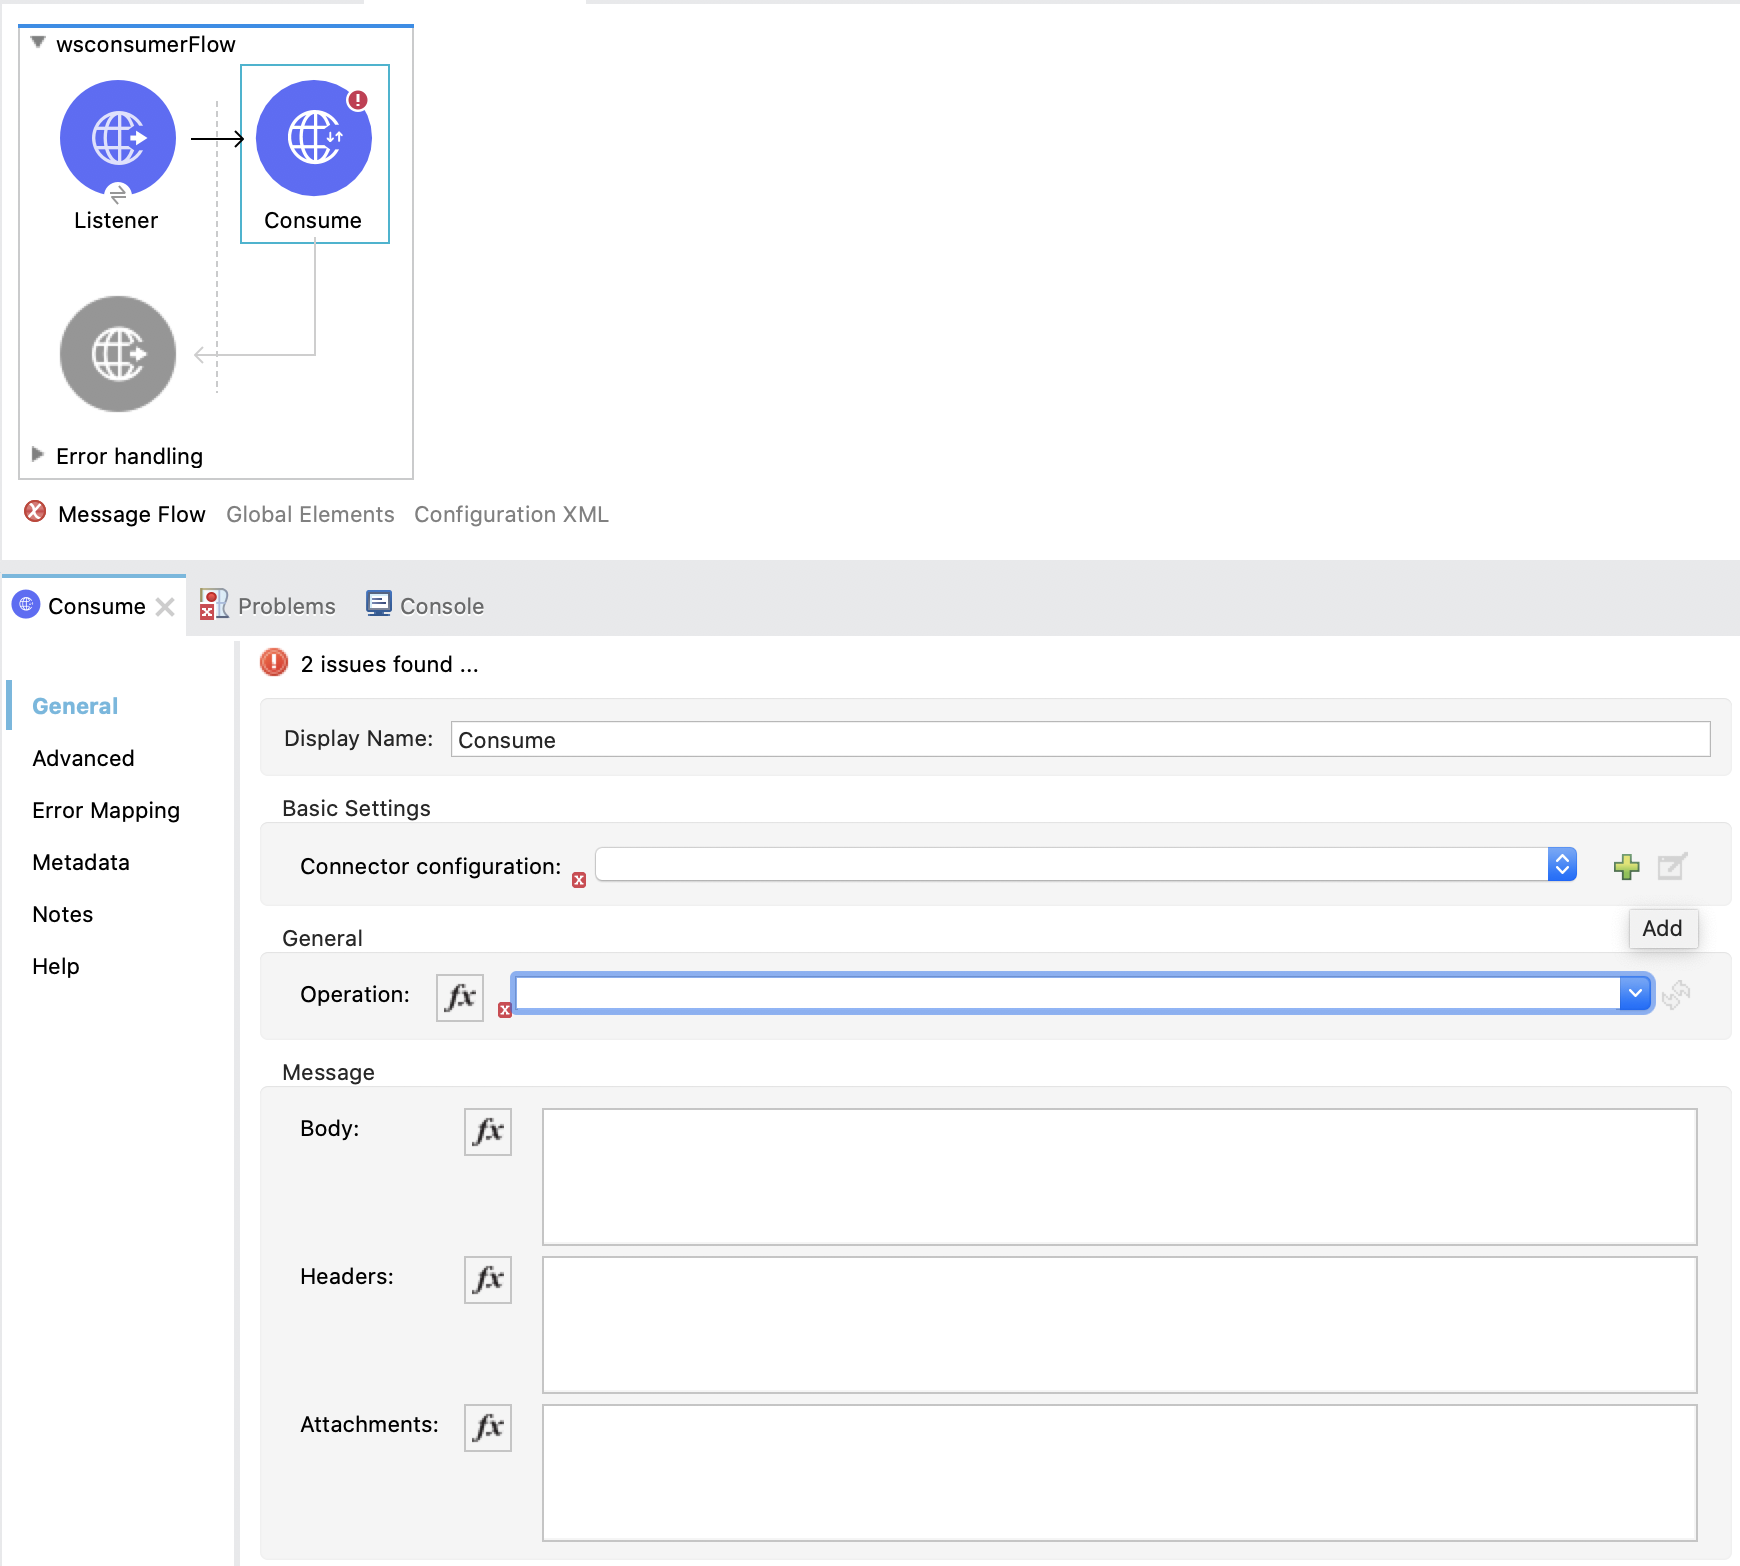 wsconsumerFlow
Listener
Consume
Error handling
Message Flow Global Elements Configuration XML
Consume Problems Console
2 issues found ...
General
Advanced
Error Mapping
Metadata
Notes
Help
Display Name: Consume
Basic Settings
Connector configuration:
Add
General
Operation: fx
Message
Body: fx
Headers: fx
Attachments: fx